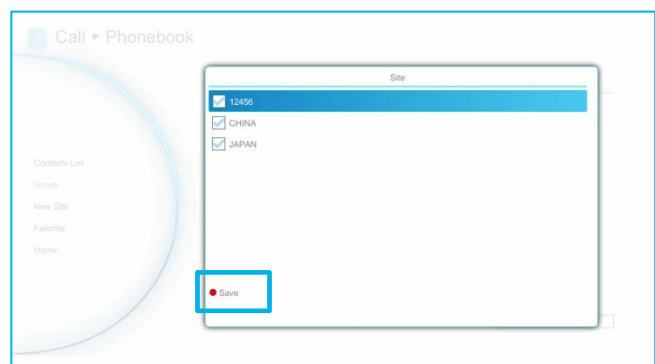 Call ▸ Phonebook
Site
12456
CHINA
JAPAN
Contacts List
Group
New Site
Favorite
Home
Save